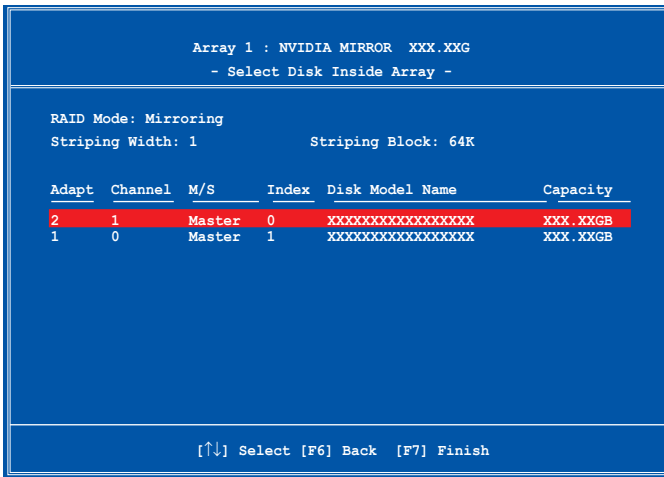 Array 1 : NVIDIA MIRROR XXX.XXG
- Select Disk Inside Array -
RAID Mode: Mirroring
Striping Width: 1 Striping Block: 64K
Adapt Channel M/S Index Disk Model Name Capacity
2 1 Master 0 XXXXXXXXXXXXXXXXX XXX.XXGB
1 0 Master 1 XXXXXXXXXXXXXXXXX XXX.XXGB
[↑↓] Select [F6] Back [F7] Finish